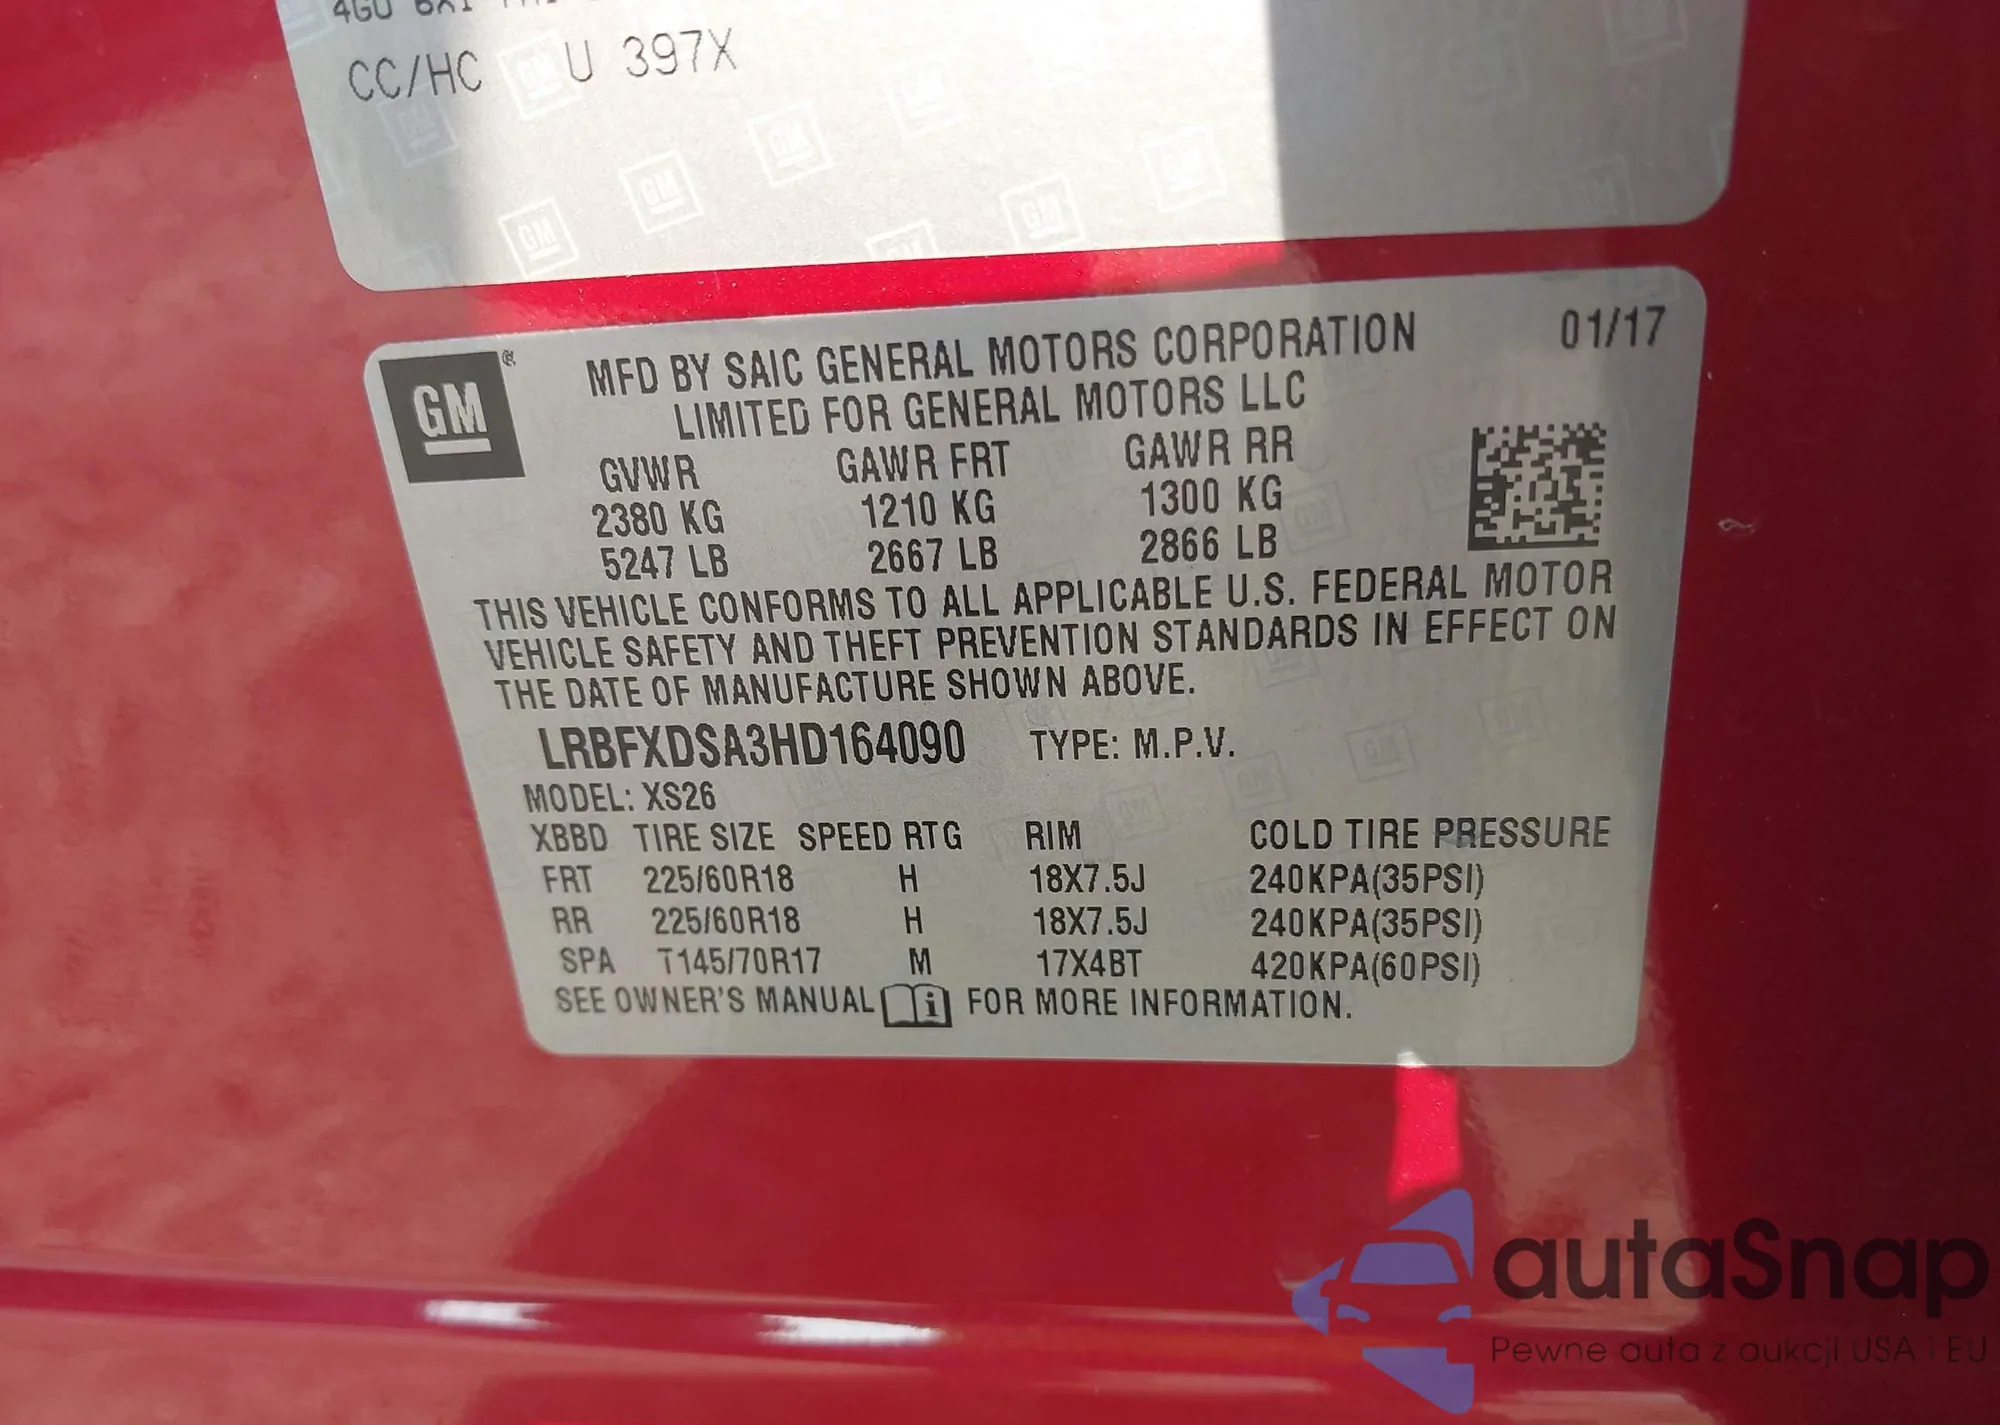 CC/HC U 397X
GM
®
MFD BY SAIC GENERAL MOTORS CORPORATION 01/17
LIMITED FOR GENERAL MOTORS LLC
GVWR GAWR FRT GAWR RR
2380 KG 1210 KG 1300 KG
5247 LB 2667 LB 2866 LB
THIS VEHICLE CONFORMS TO ALL APPLICABLE U.S. FEDERAL MOTOR
VEHICLE SAFETY AND THEFT PREVENTION STANDARDS IN EFFECT ON
THE DATE OF MANUFACTURE SHOWN ABOVE.
LRBFXDSA3HD164090 TYPE: M.P.V.
MODEL: XS26
XBBD TIRE SIZE SPEED RTG RIM COLD TIRE PRESSURE
FRT 225/60R18 H 18X7.5J 240KPA(35PSI)
RR 225/60R18 H 18X7.5J 240KPA(35PSI)
SPA T145/70R17 M 17X4BT 420KPA(60PSI)
SEE OWNER'S MANUAL i FOR MORE INFORMATION.
autaSnap
Pewne auta z aukcji USA i EU